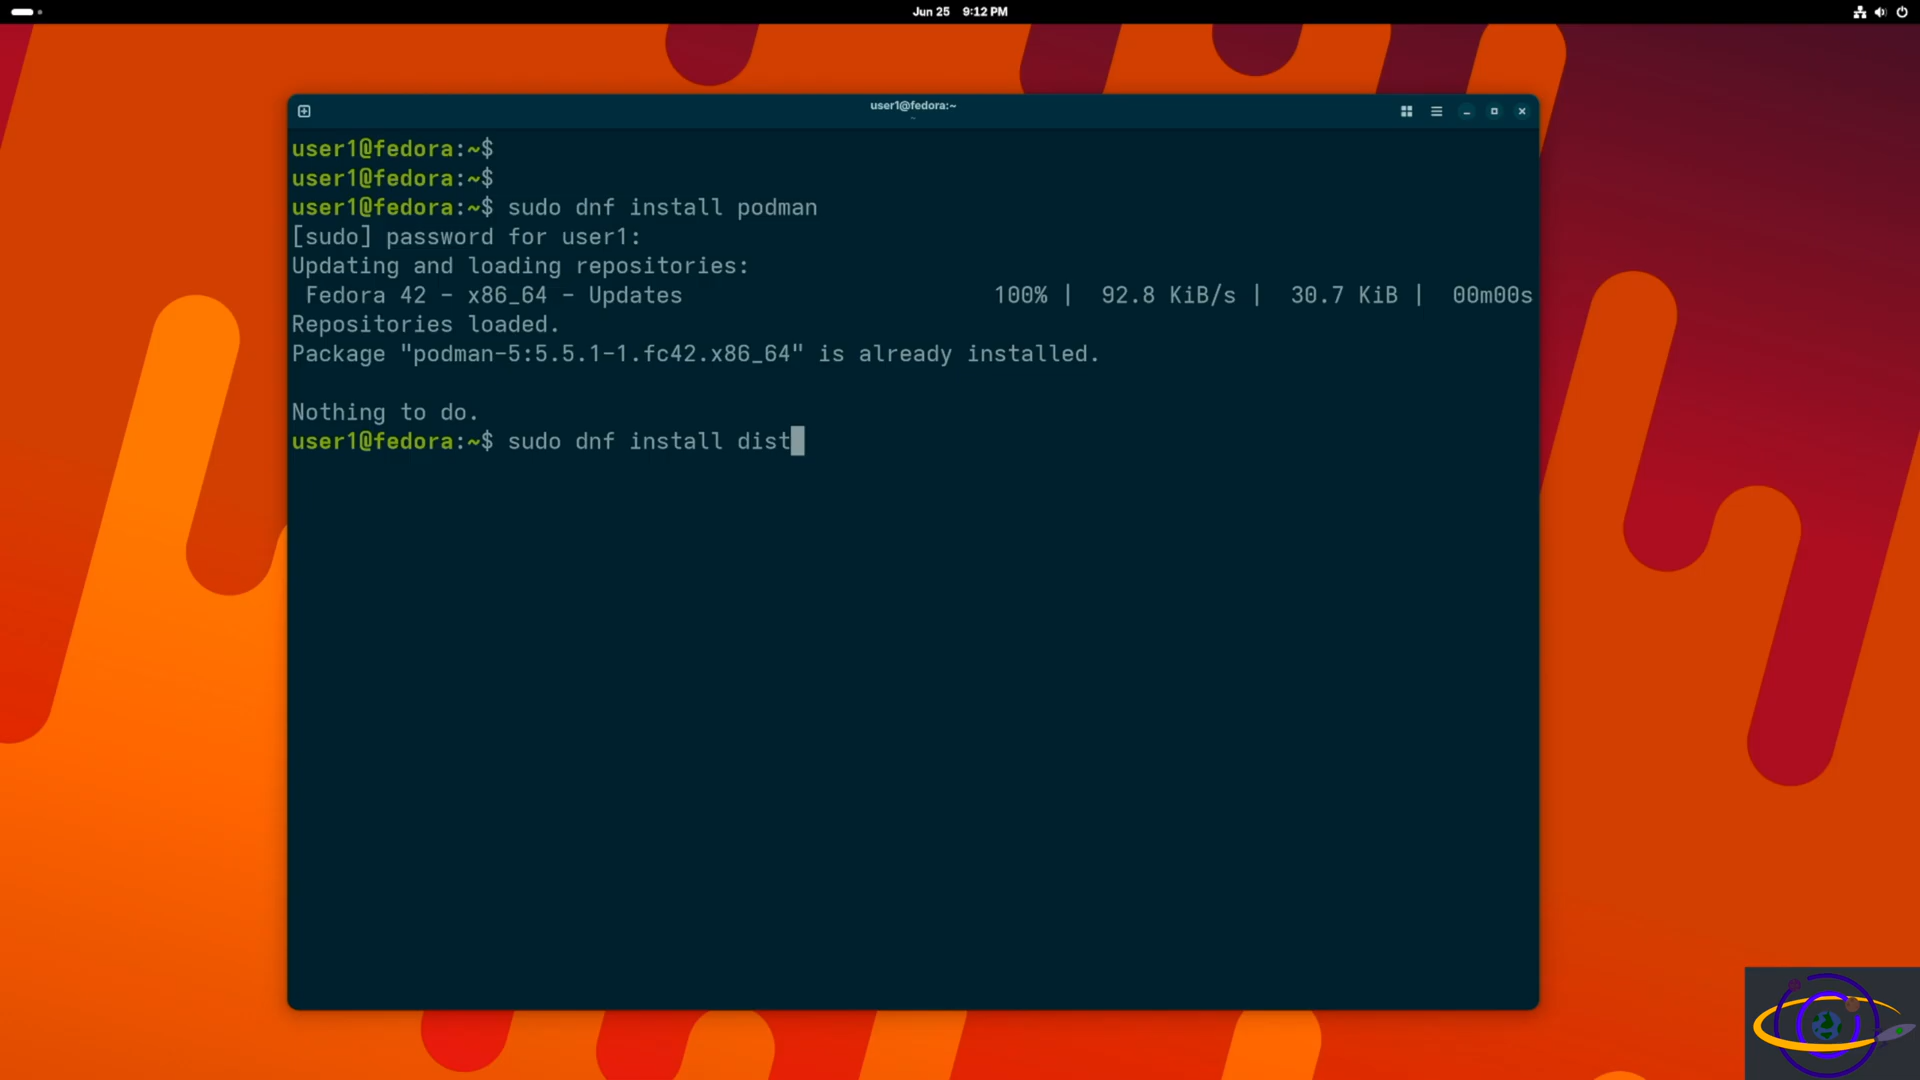 Jun 25 9:12 PM
user1@fedora:~
~
user1@fedora:~$
user1@fedora:~$
user1@fedora:~$ sudo dnf install podman
[sudo] password for user1:
Updating and loading repositories:
Fedora 42 - x86_64 - Updates 100% | 92.8 KiB/s | 30.7 KiB | 00m00s
Repositories loaded.
Package "podman-5:5.5.1-1.fc42.x86_64" is already installed.
Nothing to do.
user1@fedora:~$ sudo dnf install dist